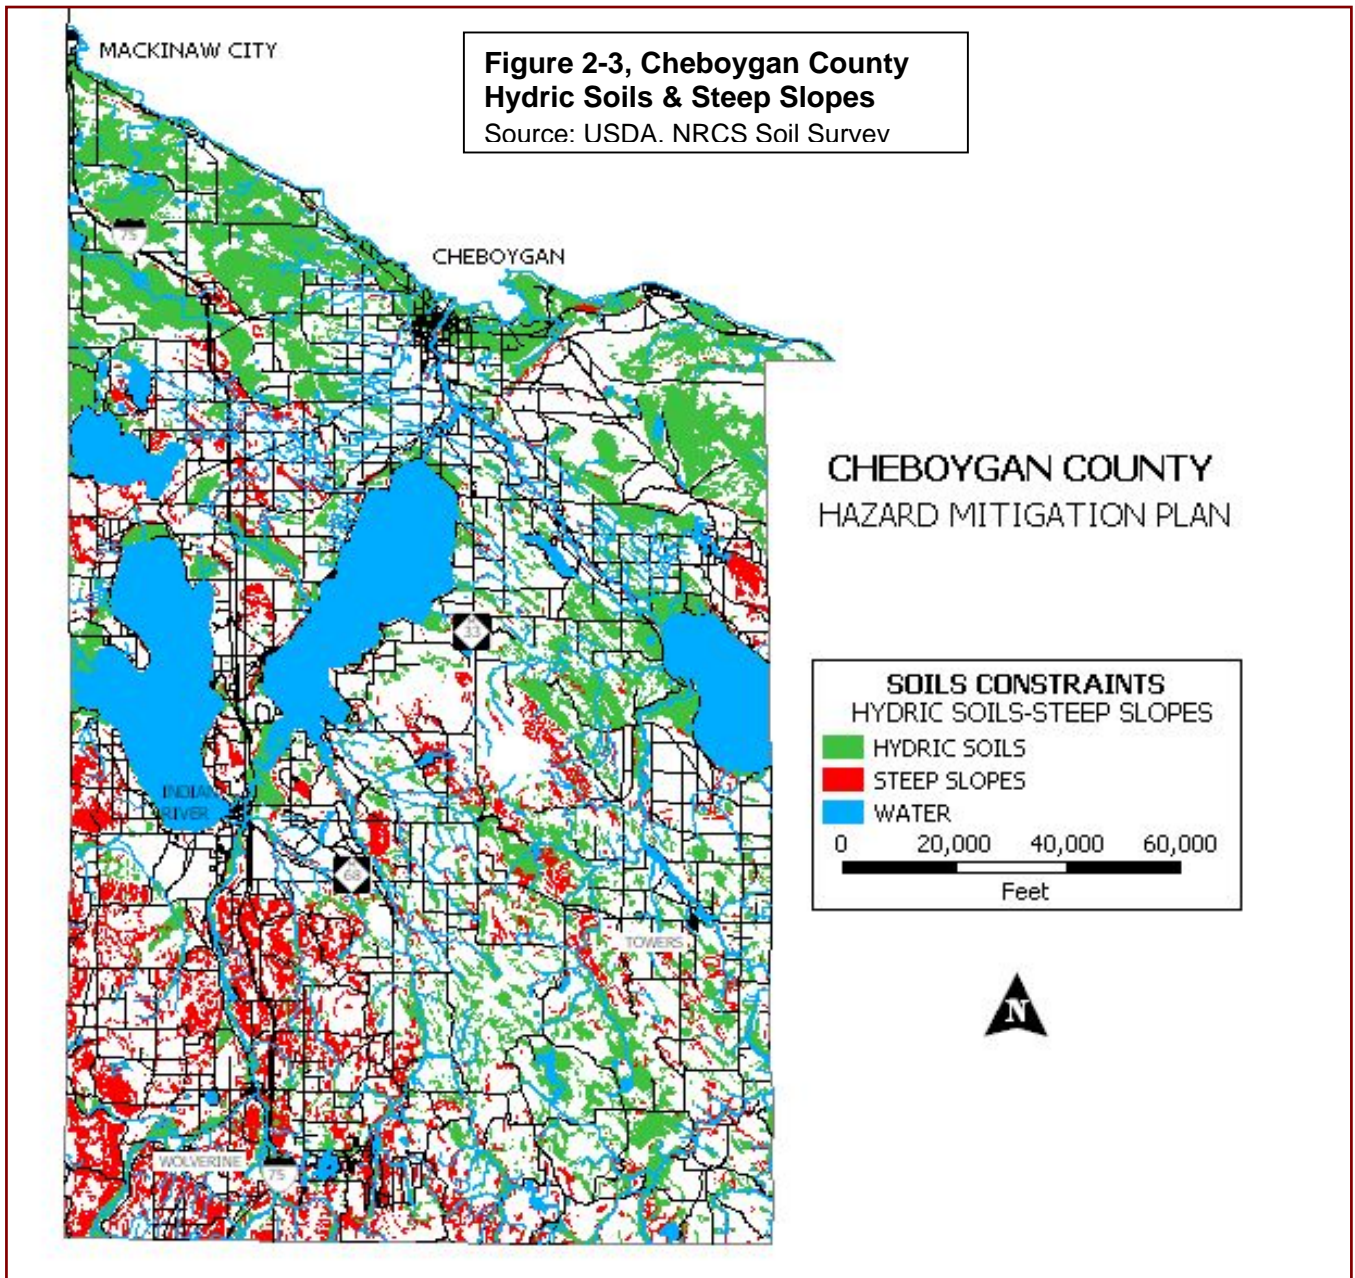 MACKINAW CITY
Figure 2-3, Cheboygan County
Hydric Soils & Steep Slopes
Source: USDA, NRCS Soil Survey
75
CHEBOYGAN
CHEBOYGAN COUNTY
HAZARD MITIGATION PLAN
33
SOILS CONSTRAINTS
HYDRIC SOILS-STEEP SLOPES
HYDRIC SOILS
STEEP SLOPES
WATER
0 20,000 40,000 60,000
Feet
INDIAN
RIVER
68
TOWERS
N
WOLVERINE
75